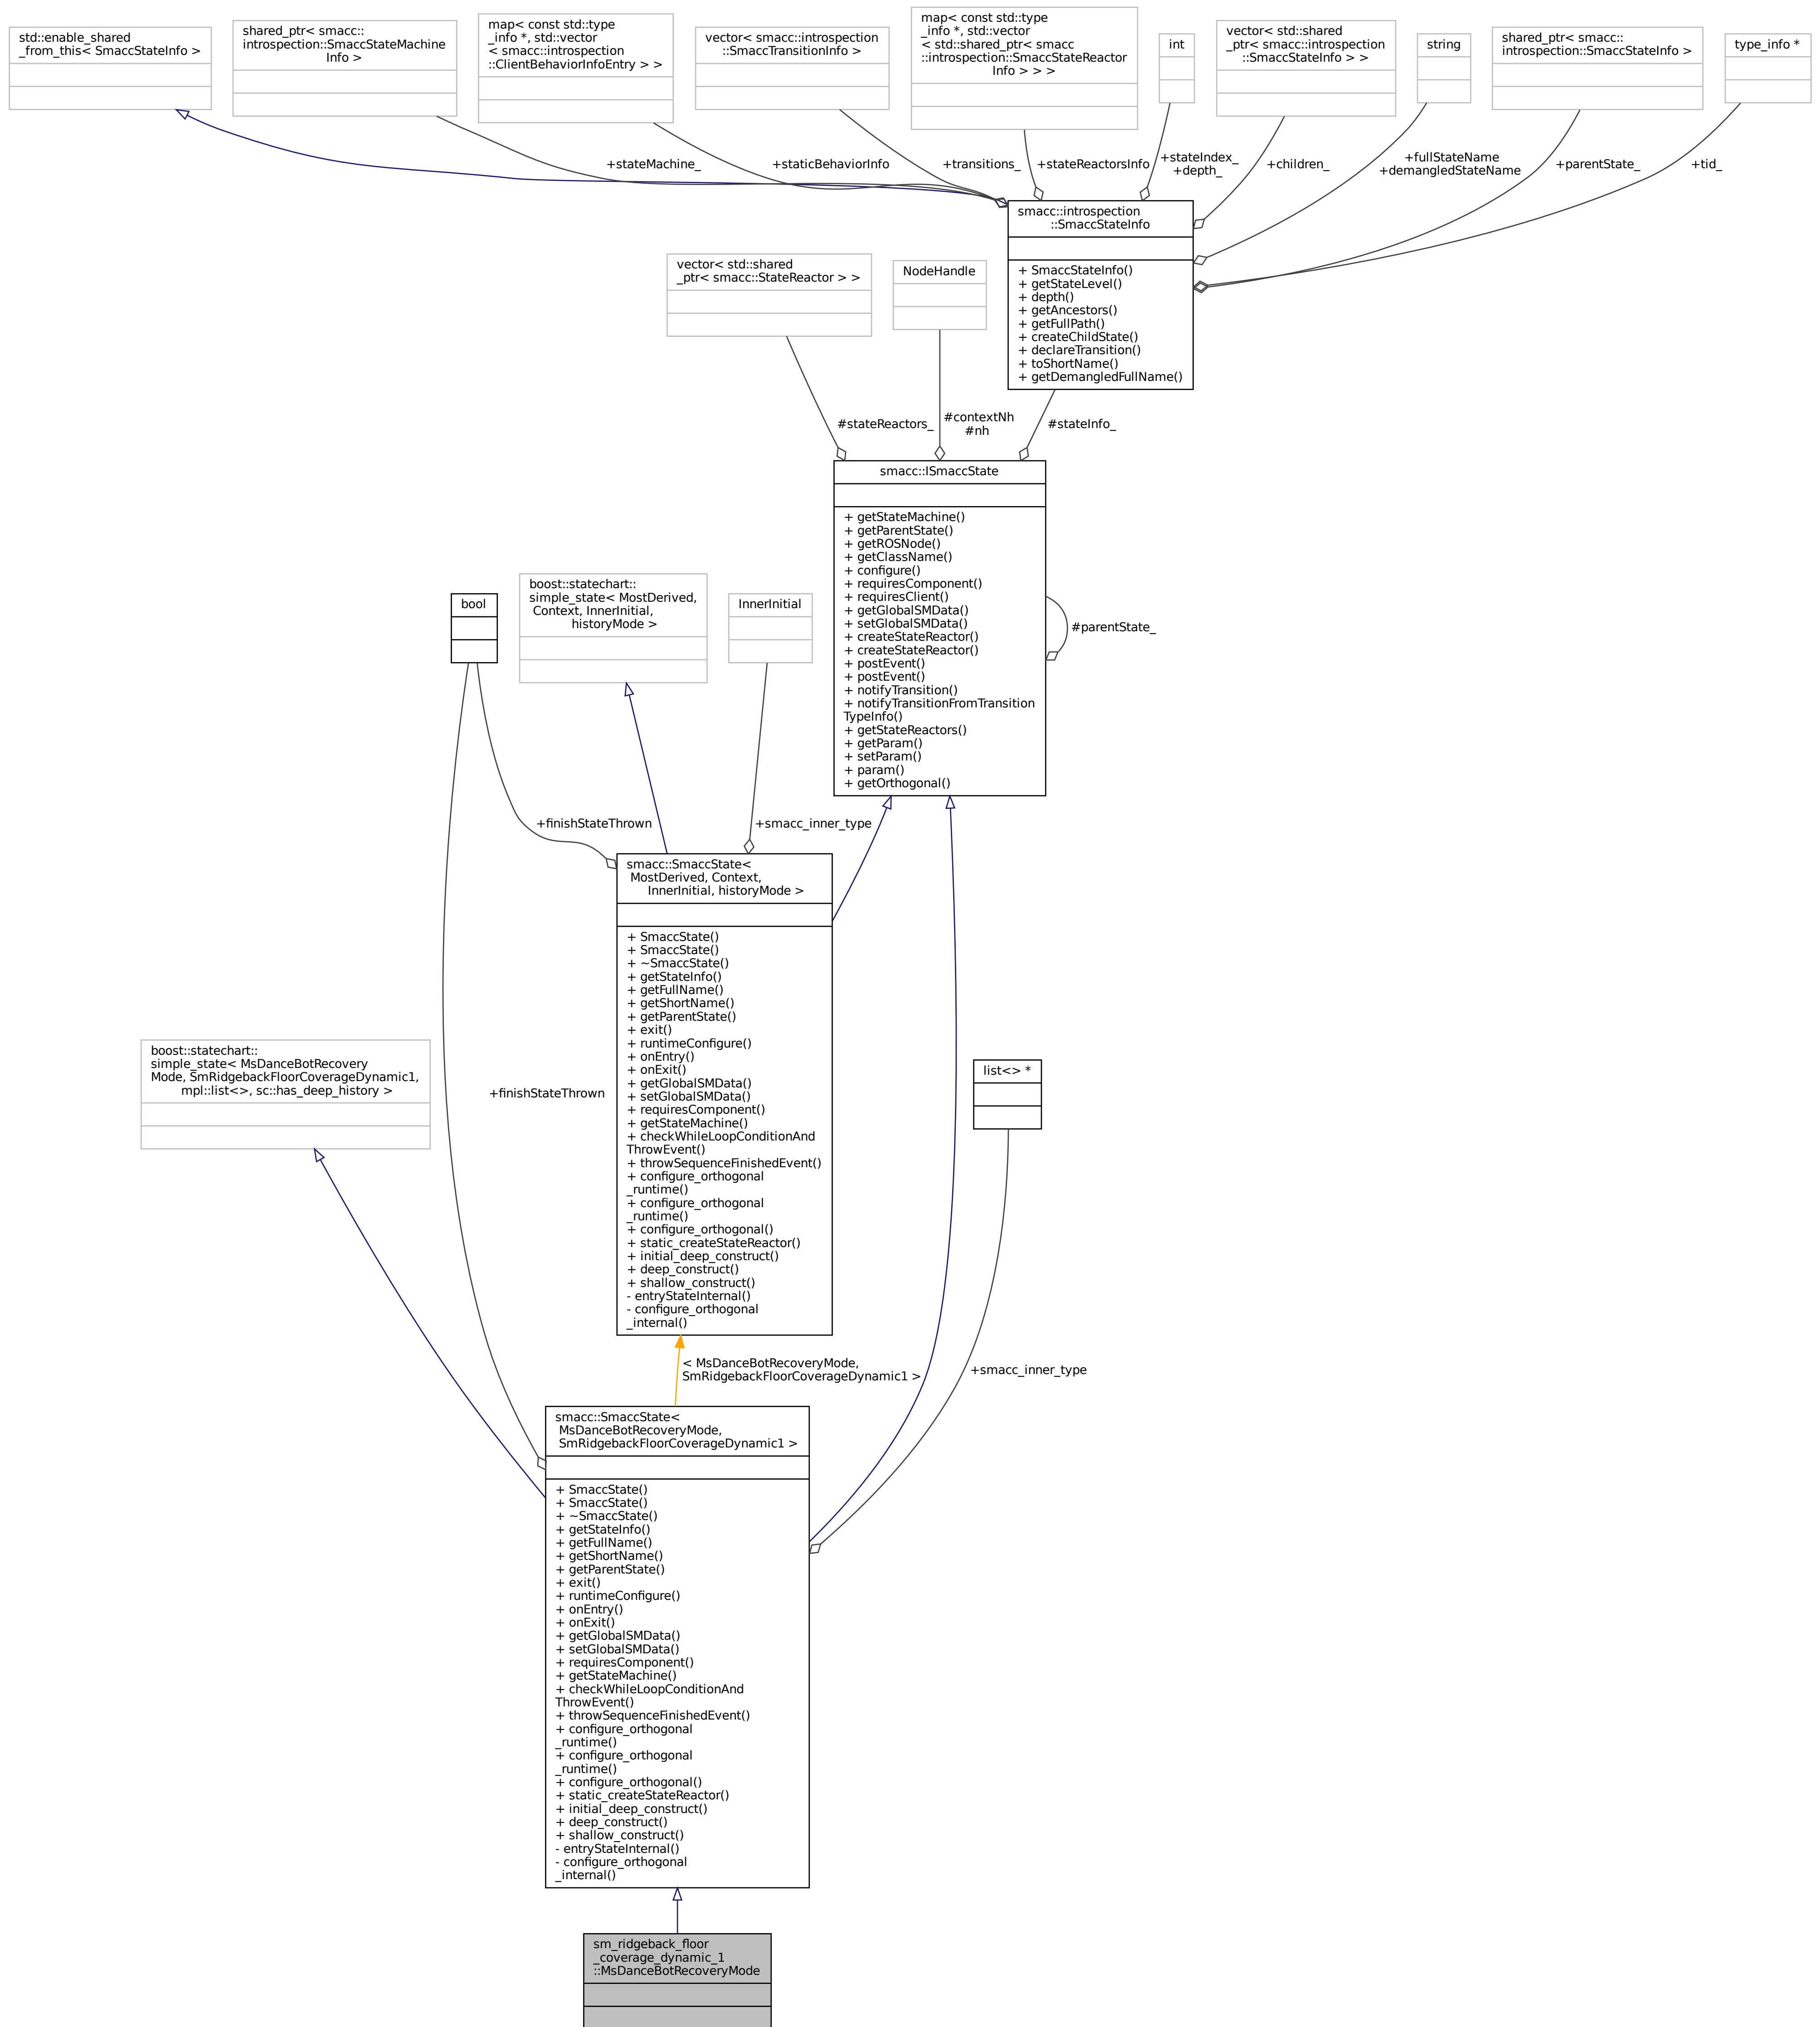 std::enable_shared
_from_this< SmaccStateInfo >
shared_ptr< smacc::
introspection::SmaccStateMachine
Info >
map< const std::type
_info *, std::vector
< smacc::introspection
::ClientBehaviorInfoEntry > >
vector< smacc::introspection
::SmaccTransitionInfo >
map< const std::type
_info *, std::vector
< std::shared_ptr< smacc
::introspection::SmaccStateReactor
Info > > >
int
vector< std::shared
_ptr< smacc::introspection
::SmaccStateInfo > >
string
shared_ptr< smacc::
introspection::SmaccStateInfo >
type_info *
+stateMachine_
+staticBehaviorInfo
+transitions_
+stateReactorsInfo
+stateIndex_
+depth_
+children_
+fullStateName
+demangledStateName
+parentState_
+tid_
smacc::introspection
::SmaccStateInfo
+ SmaccStateInfo()
+ getStateLevel()
+ depth()
+ getAncestors()
+ getFullPath()
+ createChildState()
+ declareTransition()
+ toShortName()
+ getDemangledFullName()
vector< std::shared
_ptr< smacc::StateReactor > >
NodeHandle
#stateReactors_
#contextNh
#nh
#stateInfo_
smacc::ISmaccState
+ getStateMachine()
+ getParentState()
+ getROSNode()
+ getClassName()
+ configure()
+ requiresComponent()
+ requiresClient()
+ getGlobalSMData()
+ setGlobalSMData()
+ createStateReactor()
+ createStateReactor()
+ postEvent()
+ postEvent()
+ notifyTransition()
+ notifyTransitionFromTransition
TypeInfo()
+ getStateReactors()
+ getParam()
+ setParam()
+ param()
+ getOrthogonal()
#parentState_
bool
boost::statechart::
simple_state< MostDerived,
Context, InnerInitial,
historyMode >
InnerInitial
+finishStateThrown
+smacc_inner_type
smacc::SmaccState<
MostDerived, Context,
InnerInitial, historyMode >
+ SmaccState()
+ SmaccState()
+ ~SmaccState()
+ getStateInfo()
+ getFullName()
+ getShortName()
+ getParentState()
+ exit()
+ runtimeConfigure()
+ onEntry()
+ onExit()
+ getGlobalSMData()
+ setGlobalSMData()
+ requiresComponent()
+ getStateMachine()
+ checkWhileLoopConditionAnd
ThrowEvent()
+ throwSequenceFinishedEvent()
+ configure_orthogonal
_runtime()
+ configure_orthogonal
_runtime()
+ configure_orthogonal()
+ static_createStateReactor()
+ initial_deep_construct()
+ deep_construct()
+ shallow_construct()
- entryStateInternal()
- configure_orthogonal
_internal()
boost::statechart::
simple_state< MsDanceBotRecovery
Mode, SmRidgebackFloorCoverageDynamic1,
mpl::list<>, sc::has_deep_history >
+finishStateThrown
list<> *
< MsDanceBotRecoveryMode,
SmRidgebackFloorCoverageDynamic1 >
+smacc_inner_type
smacc::SmaccState<
MsDanceBotRecoveryMode,
SmRidgebackFloorCoverageDynamic1 >
+ SmaccState()
+ SmaccState()
+ ~SmaccState()
+ getStateInfo()
+ getFullName()
+ getShortName()
+ getParentState()
+ exit()
+ runtimeConfigure()
+ onEntry()
+ onExit()
+ getGlobalSMData()
+ setGlobalSMData()
+ requiresComponent()
+ getStateMachine()
+ checkWhileLoopConditionAnd
ThrowEvent()
+ throwSequenceFinishedEvent()
+ configure_orthogonal
_runtime()
+ configure_orthogonal
_runtime()
+ configure_orthogonal()
+ static_createStateReactor()
+ initial_deep_construct()
+ deep_construct()
+ shallow_construct()
- entryStateInternal()
- configure_orthogonal
_internal()
sm_ridgeback_floor
_coverage_dynamic_1
::MsDanceBotRecoveryMode